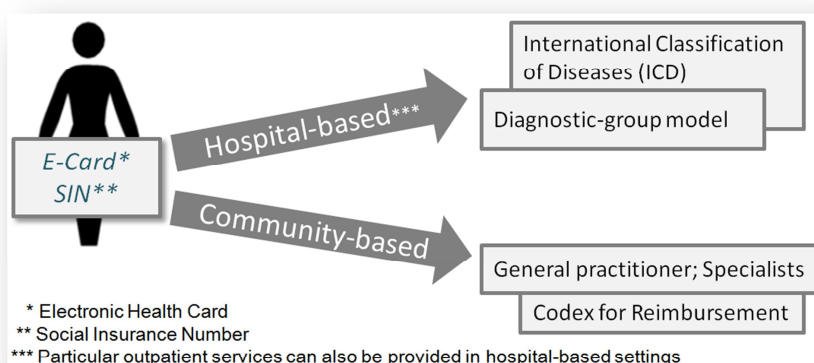 International Classification
of Diseases (ICD)
Diagnostic-group model
Hospital-based***
E-Card*
SIN**
Community-based
General practitioner; Specialists
Codex for Reimbursement
* Electronic Health Card
** Social Insurance Number
*** Particular outpatient services can also be provided in hospital-based settings